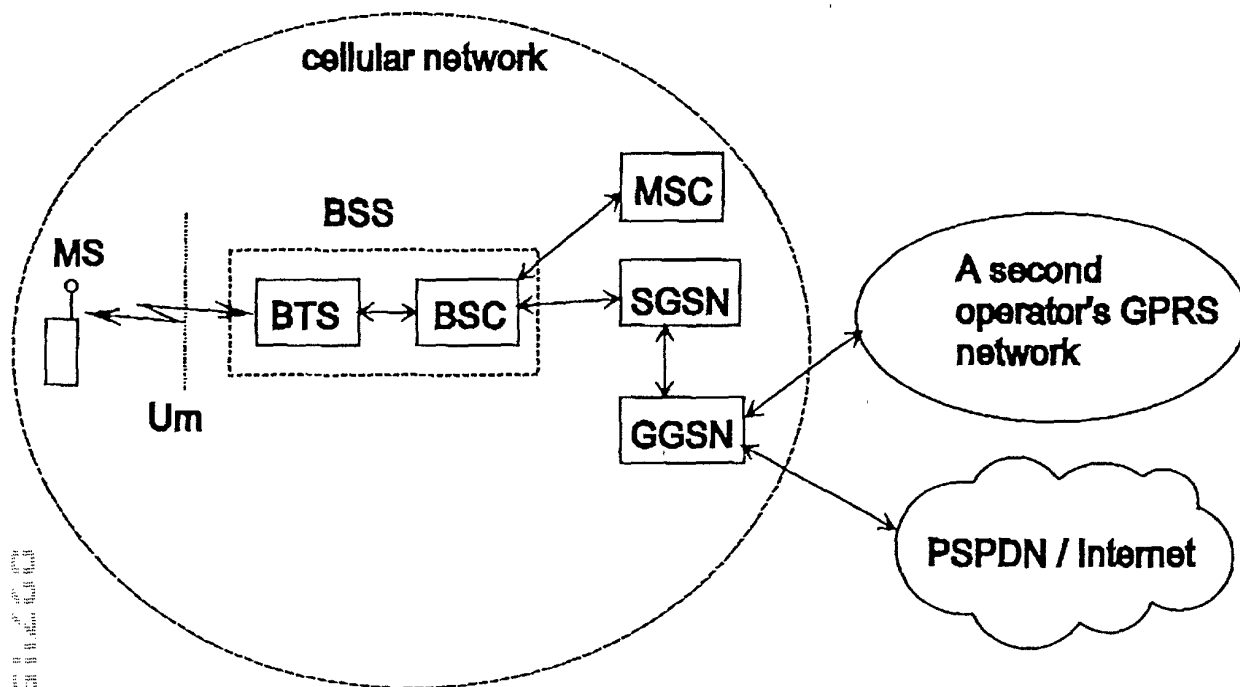 cellular network
MSC
BSS
MS
BTS
BSC
SGSN
A second
operator's GPRS
network
Um
GGSN
PSPDN / Internet